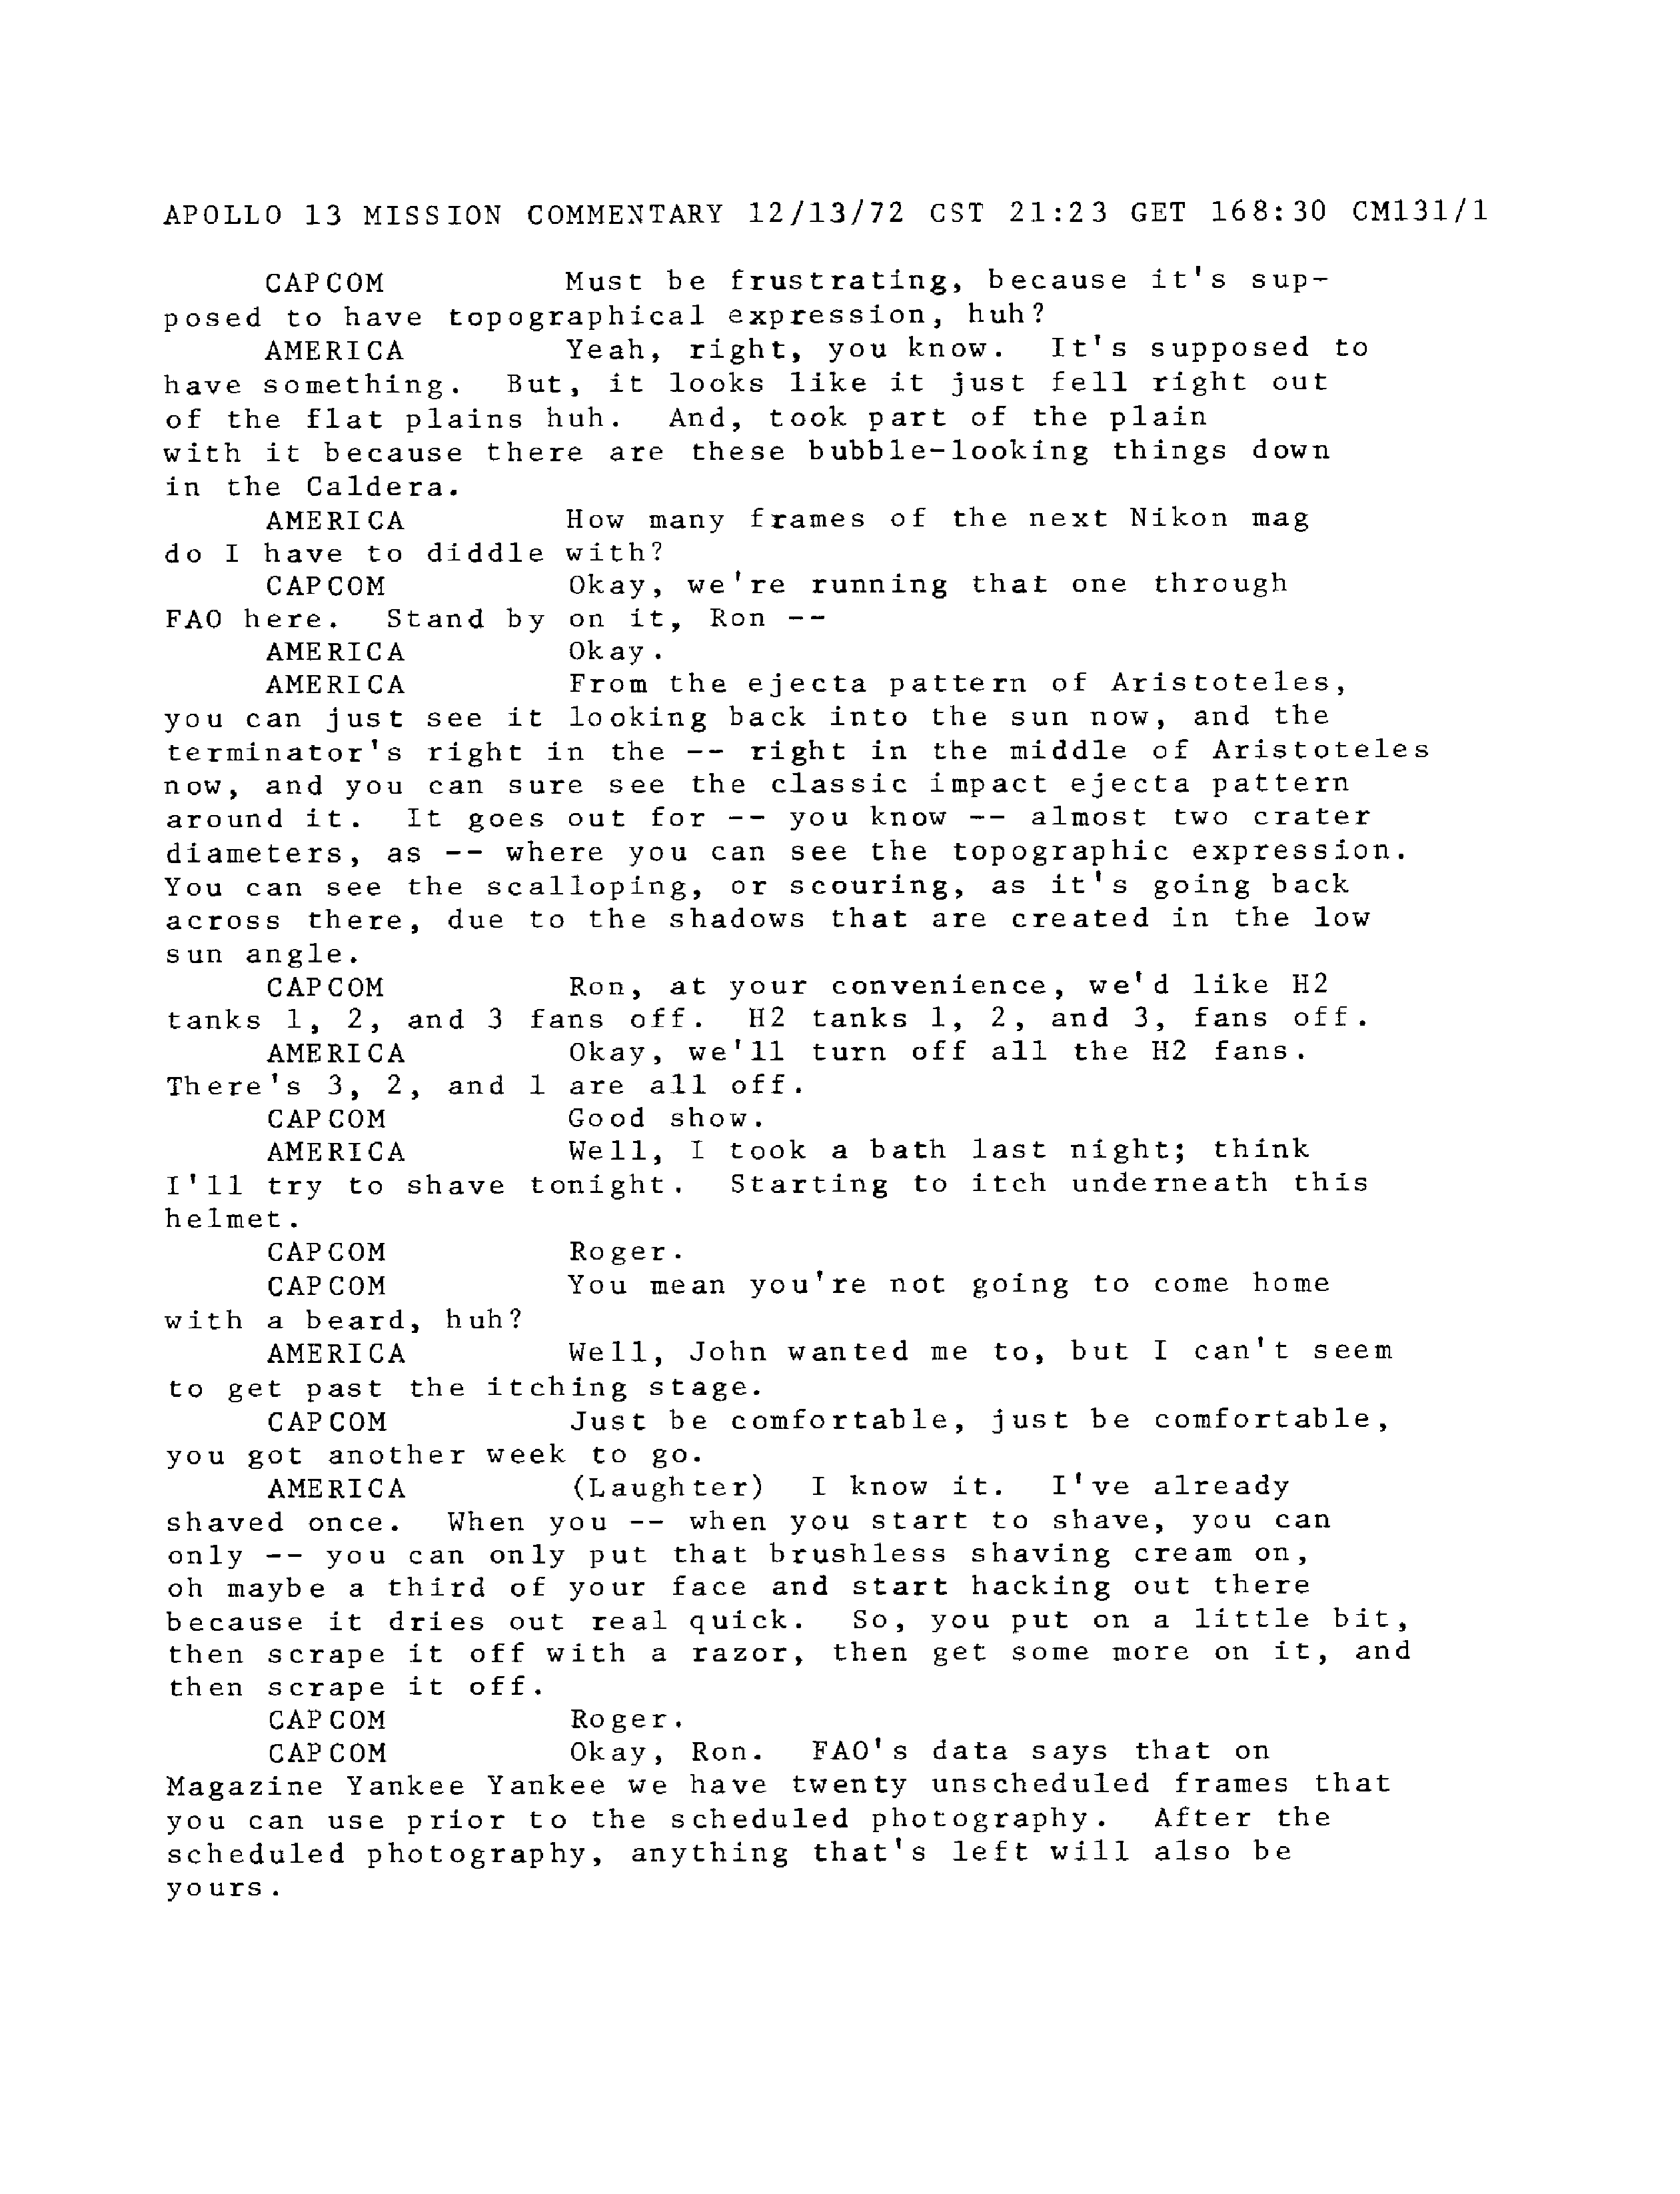 APOLLO 13 MISSION COMMENTARY 12/13/72 CST 21:23 GET 168:30 CM131/1
CAPCOM Must be frustrating, because it's sup-
posed to have topographical expression, huh?
AMERICA Yeah, right, you know. It's supposed to
have something. But, it looks like it just fell right out
of the flat plains huh. And, took part of the plain
with it because there are these bubble-looking things down
in the Caldera.
AMERICA How many frames of the next Nikon mag
do I have to diddle with?
CAPCOM Okay, we're running that one through
FAO here. Stand by on it, Ron --
AMERICA Okay.
AMERICA From the ejecta pattern of Aristoteles,
you can just see it looking back into the sun now, and the
terminator's right in the -- right in the middle of Aristoteles
now, and you can sure see the classic impact ejecta pattern
around it. It goes out for -- you know -- almost two crater
diameters, as -- where you can see the topographic expression.
You can see the scalloping, or scouring, as it's going back
across there, due to the shadows that are created in the low
sun angle.
CAPCOM Ron, at your convenience, we'd like H2
tanks 1, 2, and 3 fans off. H2 tanks 1, 2, and 3, fans off.
AMERICA Okay, we'll turn off all the H2 fans.
There's 3, 2, and 1 are all off.
CAPCOM Good show.
AMERICA Well, I took a bath last night; think
I'll try to shave tonight. Starting to itch underneath this
helmet.
CAPCOM Roger.
CAPCOM You mean you're not going to come home
with a beard, huh?
AMERICA Well, John wanted me to, but I can't seem
to get past the itching stage.
CAPCOM Just be comfortable, just be comfortable,
you got another week to go.
AMERICA (Laughter) I know it. I've already
shaved once. When you -- when you start to shave, you can
only -- you can only put that brushless shaving cream on,
oh maybe a third of your face and start hacking out there
because it dries out real quick. So, you put on a little bit,
then scrape it off with a razor, then get some more on it, and
then scrape it off.
CAPCOM Roger.
CAPCOM Okay, Ron. FAO's data says that on
Magazine Yankee Yankee we have twenty unscheduled frames that
you can use prior to the scheduled photography. After the
scheduled photography, anything that's left will also be
yours.